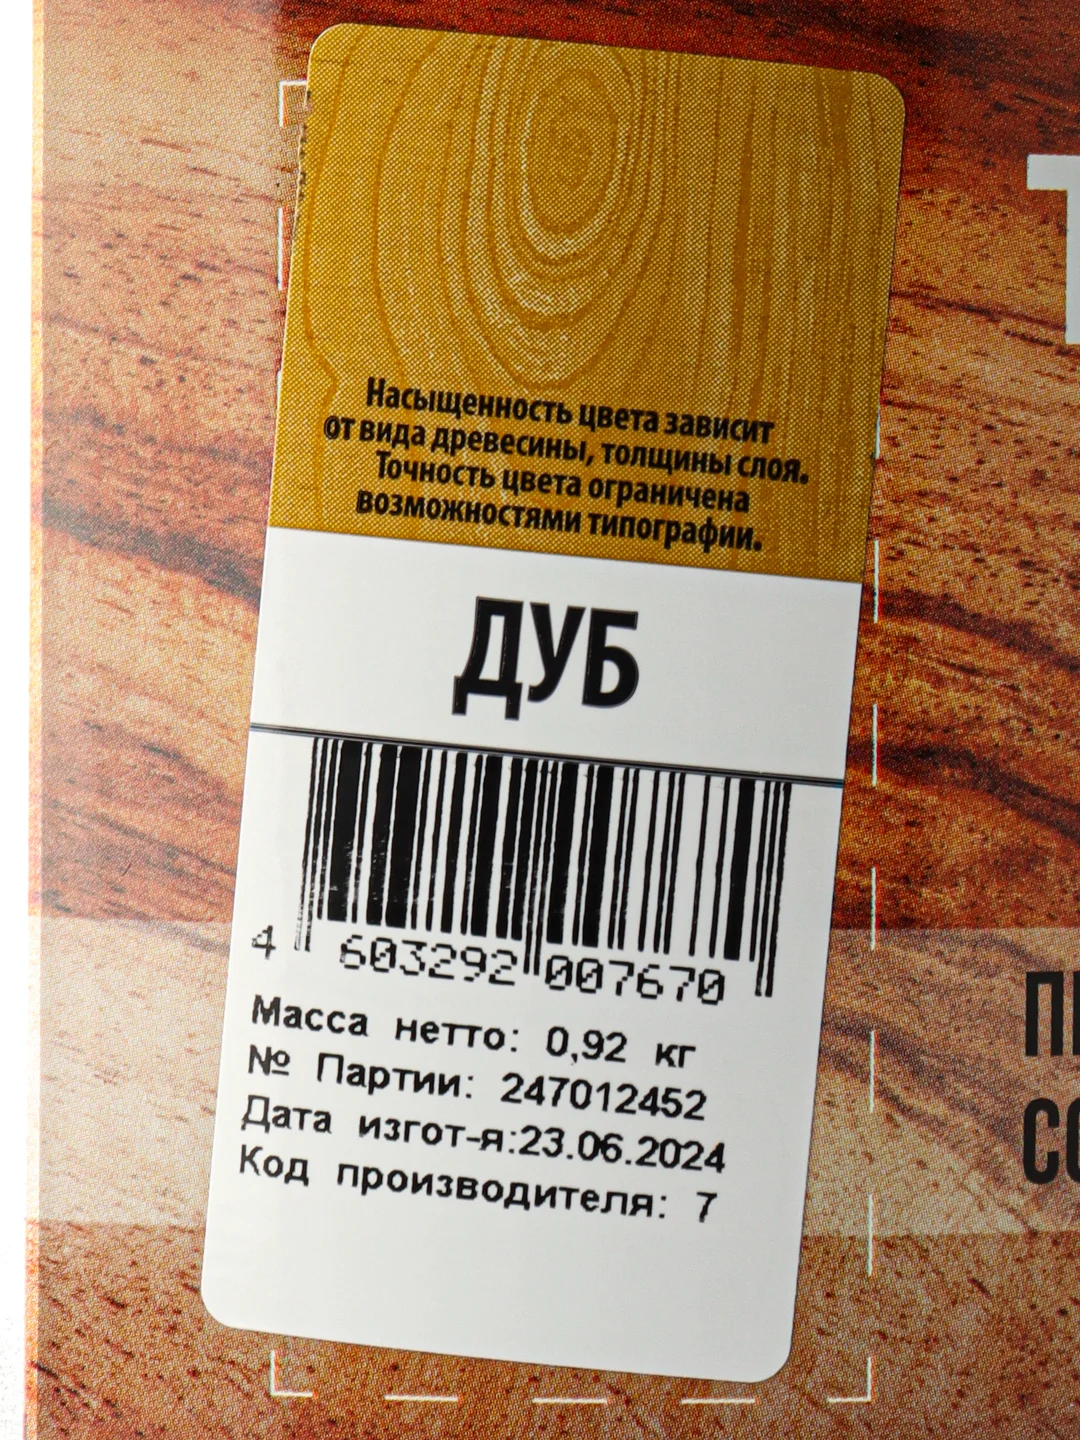 Насыщенность цвета зависит
от вида древесины, толщины слоя.
Точность цвета ограничена
возможностями типографии.
ДУБ
4 603292 007670
Масса нетто: 0,92 кг
№ Партии: 247012452
Дата изгот-я:23.06.2024
Код производителя: 7